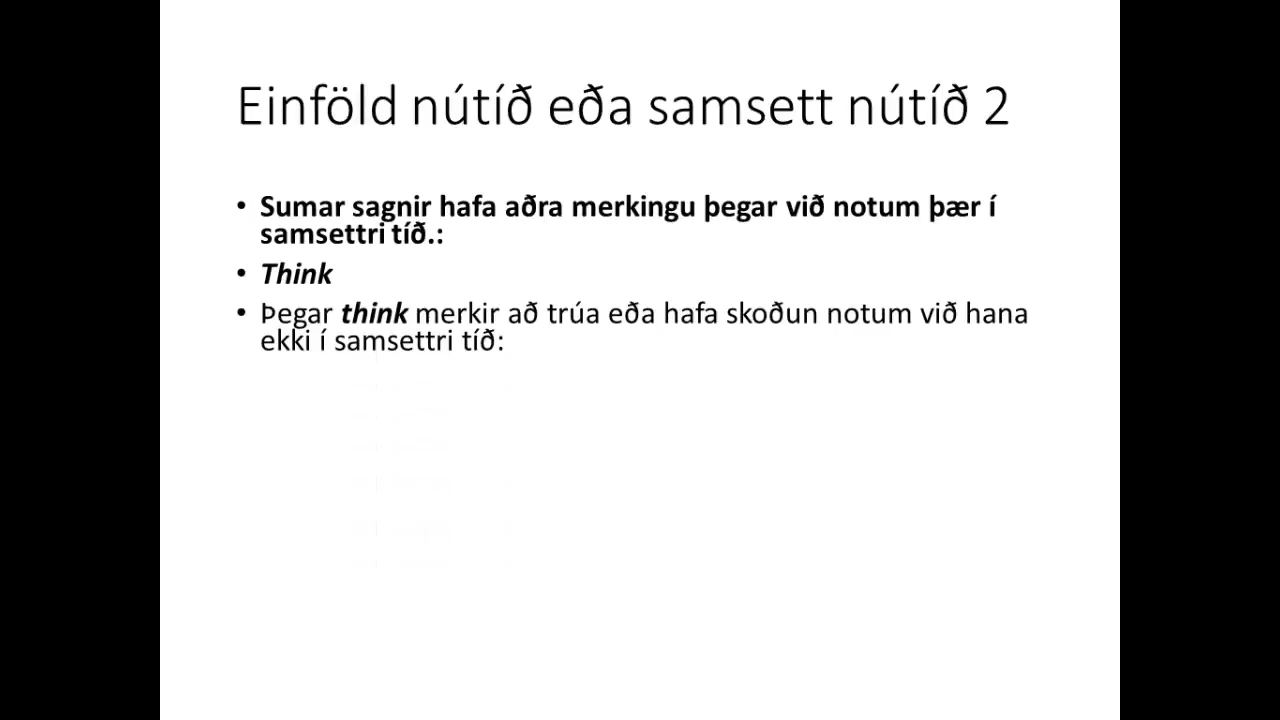 Einföld nútíð eða samsett nútíð 2
• Sumar sagnir hafa aðra merkingu þegar við notum þær í
samsettri tíð.:
• Think
• Þegar think merkir að trúa eða hafa skoðun notum við hana
ekki í samsettri tíð: